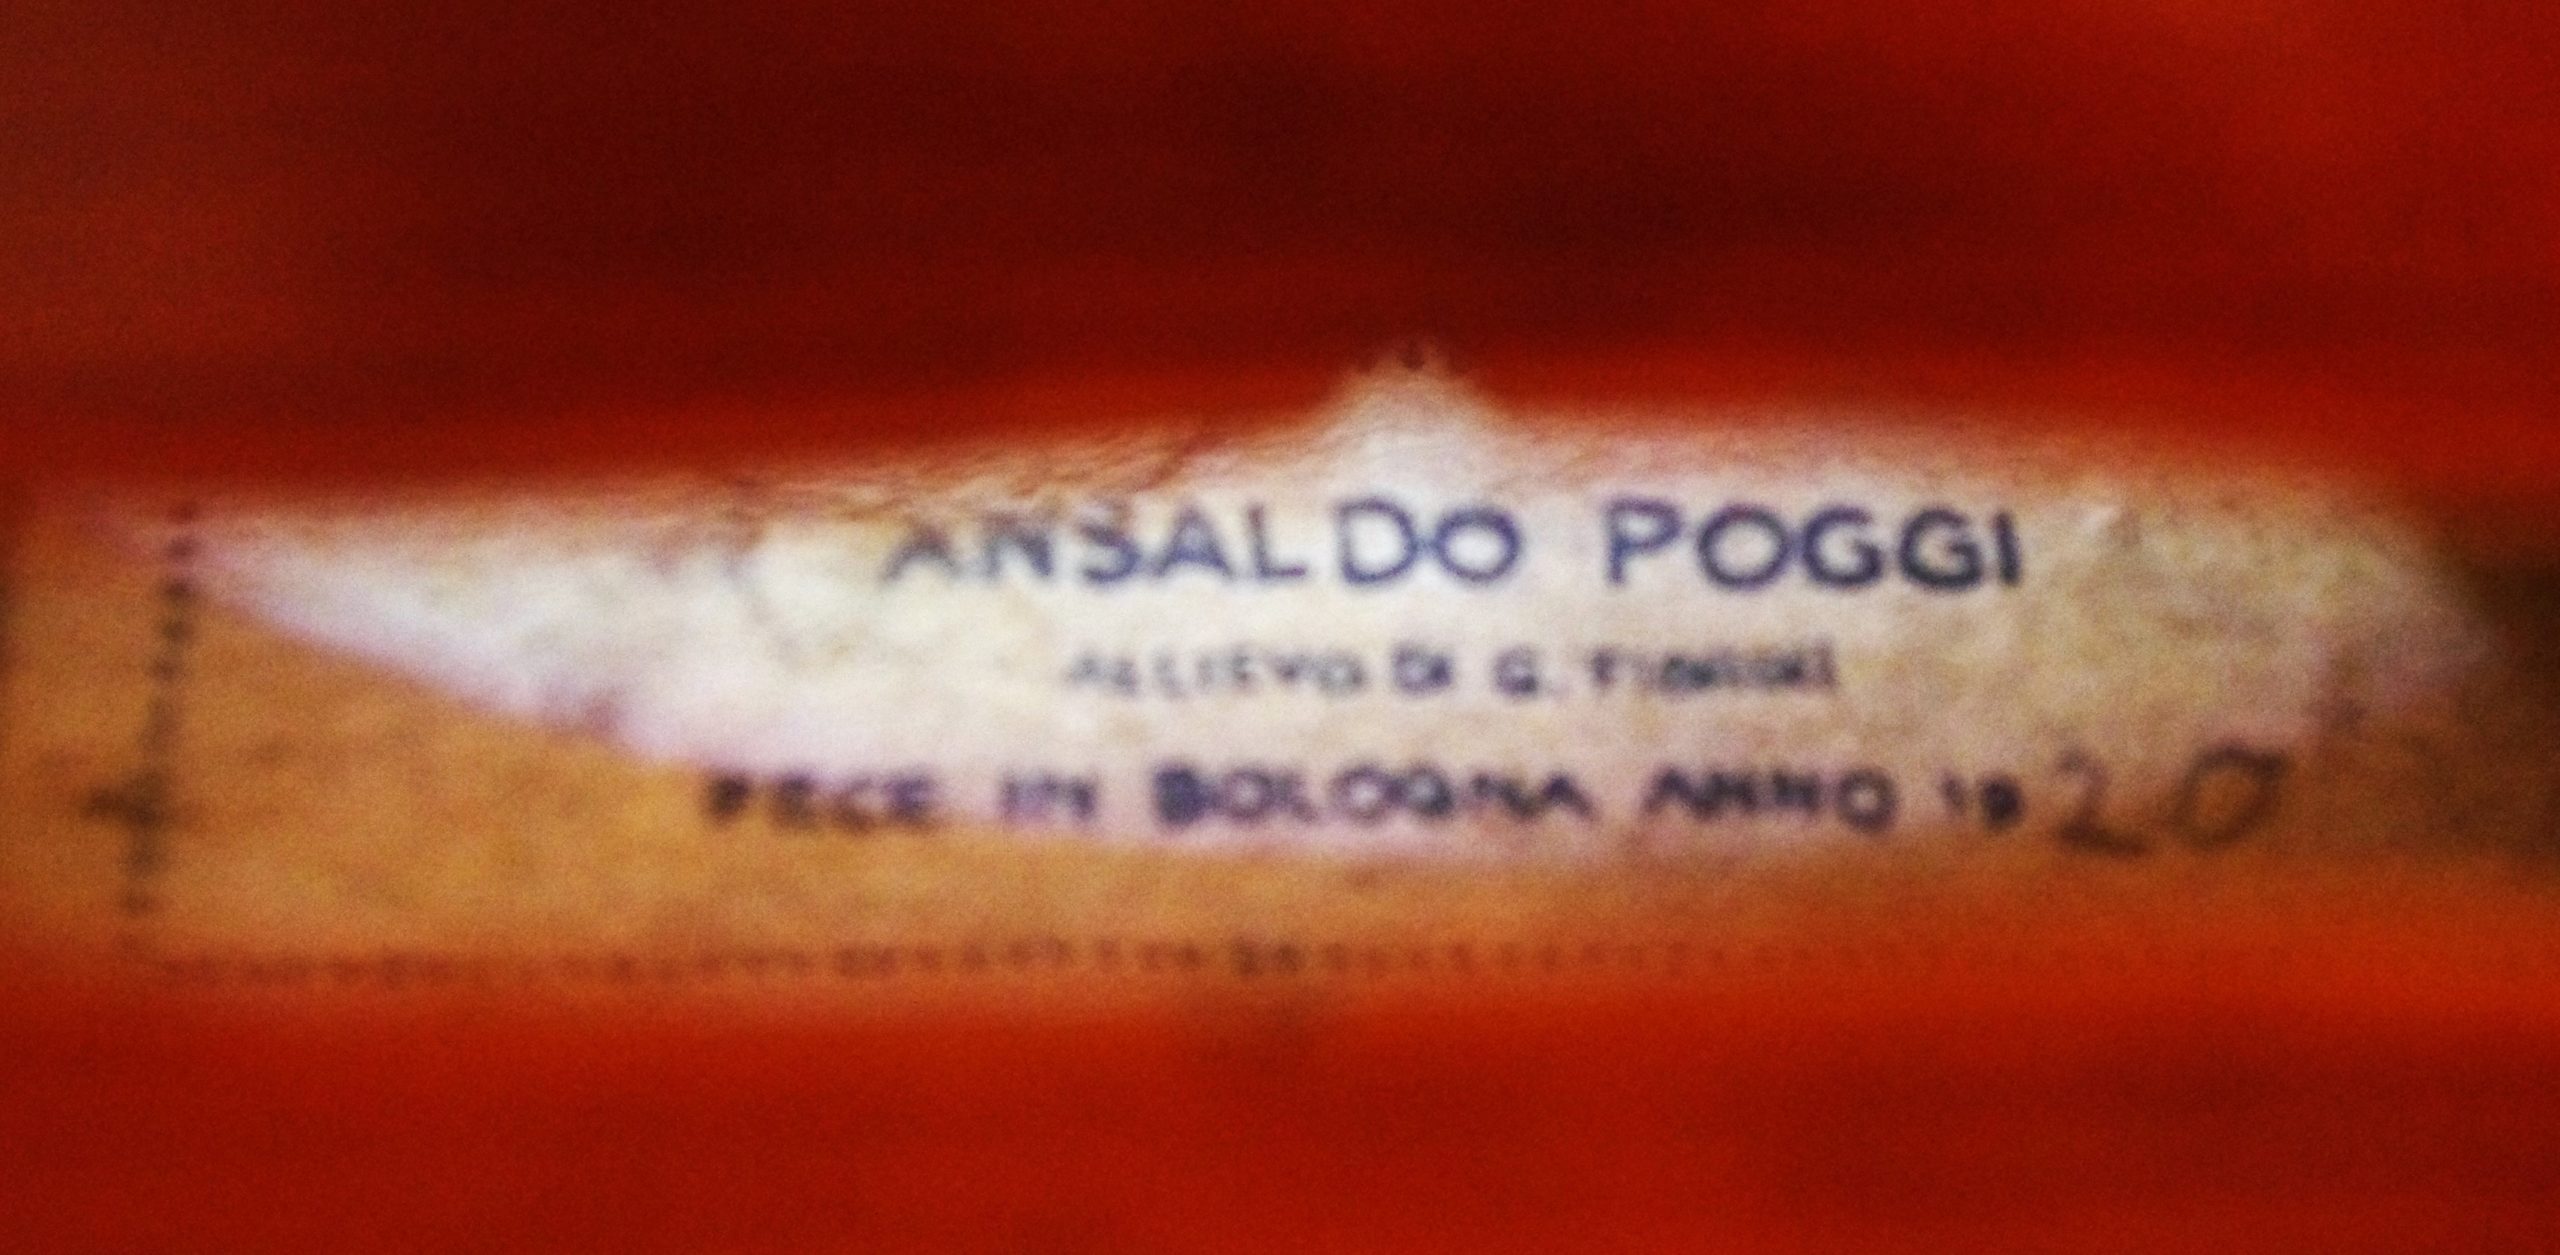 ANSALDO POGGI
ALLIEVO DI G. FIORINI
FECE IN BOLOGNA ANNO 1920